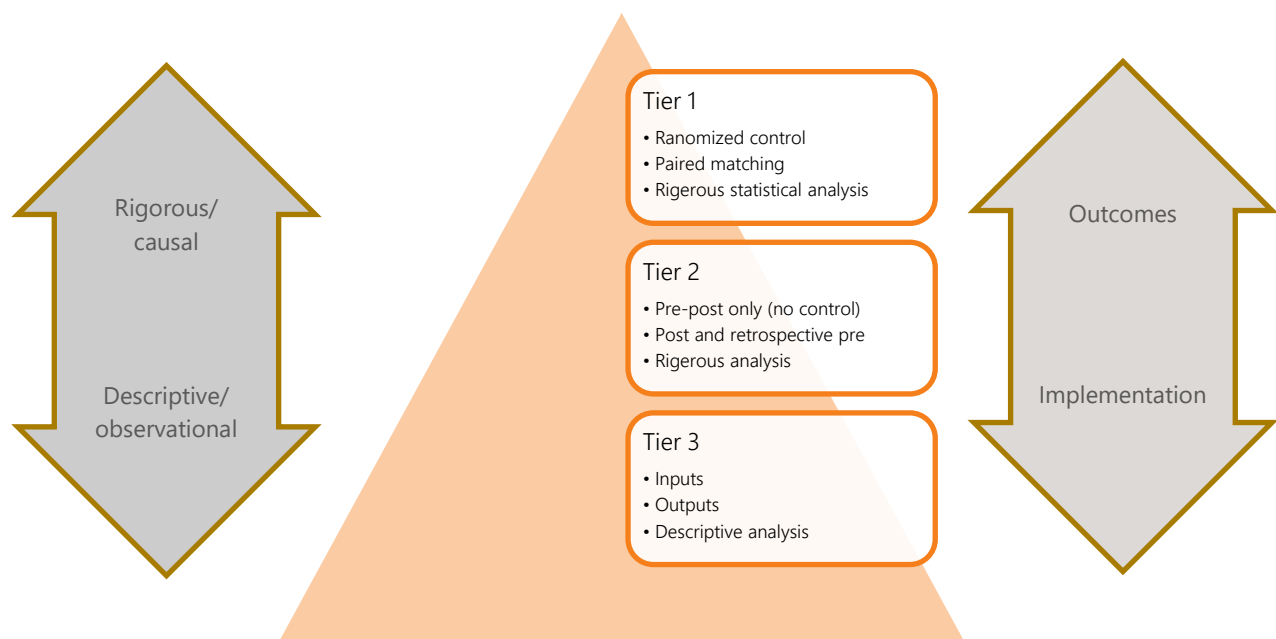 Rigorous/
causal
Descriptive/
observational
Tier 1
• Ranomized control
• Paired matching
• Rigerous statistical analysis
Tier 2
• Pre-post only (no control)
• Post and retrospective pre
• Rigerous analysis
Tier 3
• Inputs
• Outputs
• Descriptive analysis
Outcomes
Implementation